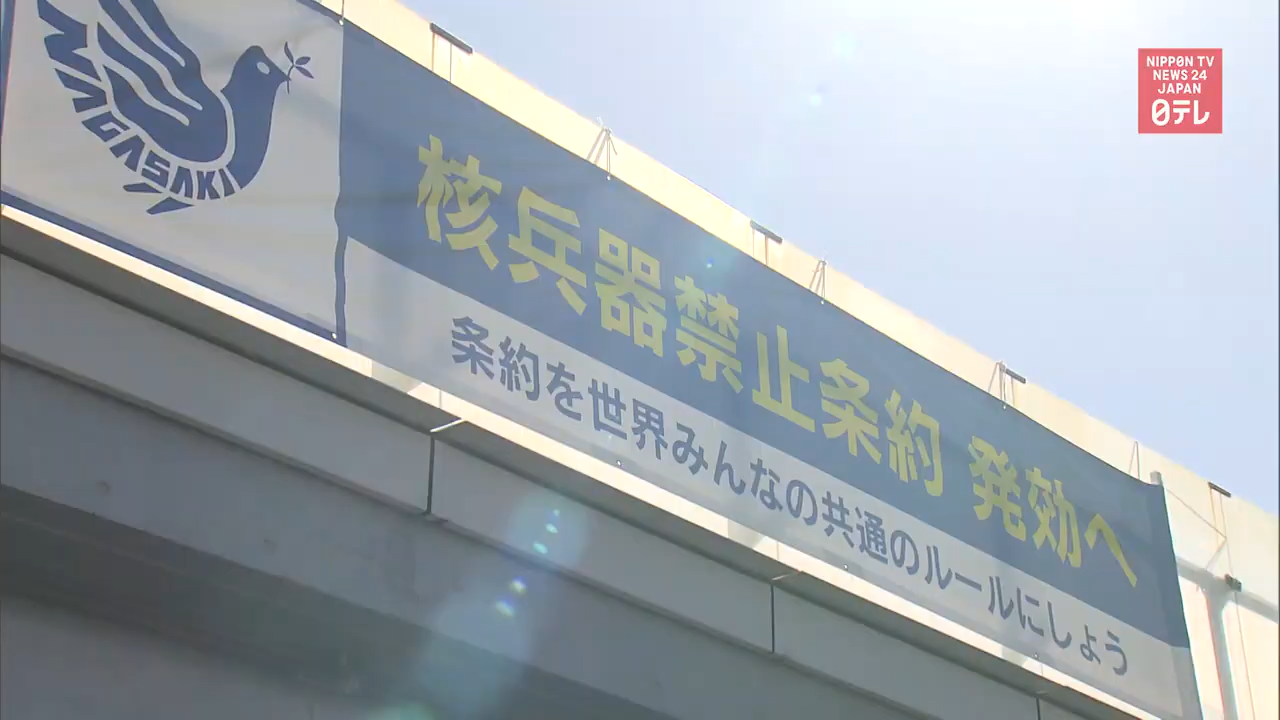 NAGASAKI
核兵器禁止条約 発効へ
条約を世界みんなの共通のルールにしよう
NIPPON TV
NEWS 24
JAPAN
日テレ